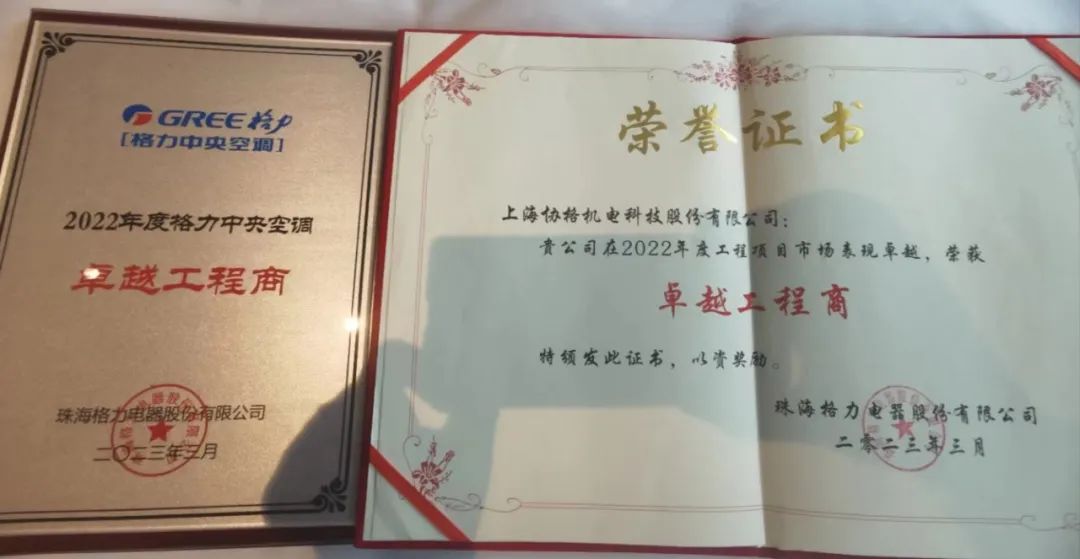 GREE格力
[格力中央空调]
2022年度格力中央空调
卓越工程商
珠海格力电器股份有限公司
二〇二三年三月
荣誉证书
上海协格机电科技股份有限公司：
贵公司在2022年度工程项目市场表现卓越，荣获
卓越工程商
特颁发此证书，以资奖励。
珠海格力电器股份有限公司
二零二三年三月